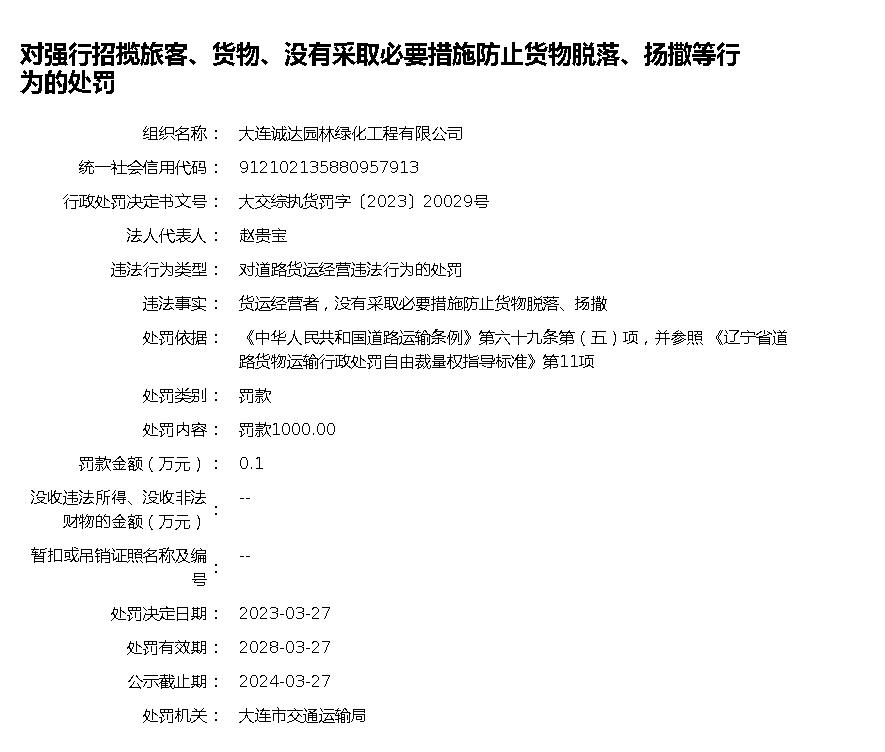 对强行招揽旅客、货物、没有采取必要措施防止货物脱落、扬撒等行
为的处罚
组织名称： 大连诚达园林绿化工程有限公司
统一社会信用代码： 912102135880957913
行政处罚决定书文号： 大交综执货罚字〔2023〕20029号
法人代表人： 赵贵宝
违法行为类型： 对道路货运经营违法行为的处罚
违法事实： 货运经营者，没有采取必要措施防止货物脱落、扬撒
处罚依据： 《中华人民共和国道路运输条例》第六十九条第（五）项，并参照 《辽宁省道
路货物运输行政处罚自由裁量权指导标准》第11项
处罚类别： 罚款
处罚内容： 罚款1000.00
罚款金额（万元）： 0.1
没收违法所得、没收非法
财物的金额（万元）： --
暂扣或吊销证照名称及编
号： --
处罚决定日期： 2023-03-27
处罚有效期： 2028-03-27
公示截止期： 2024-03-27
处罚机关： 大连市交通运输局